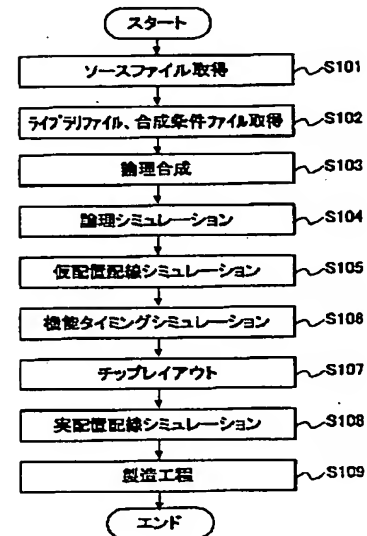 スタート
ソースファイル取得 S101
ライブラリファイル、合成条件ファイル取得 S102
論理合成 S103
論理シミュレーション S104
仮配置配線シミュレーション S105
機能タイミングシミュレーション S106
チップレイアウト S107
実配置配線シミュレーション S108
製造工程 S109
エンド